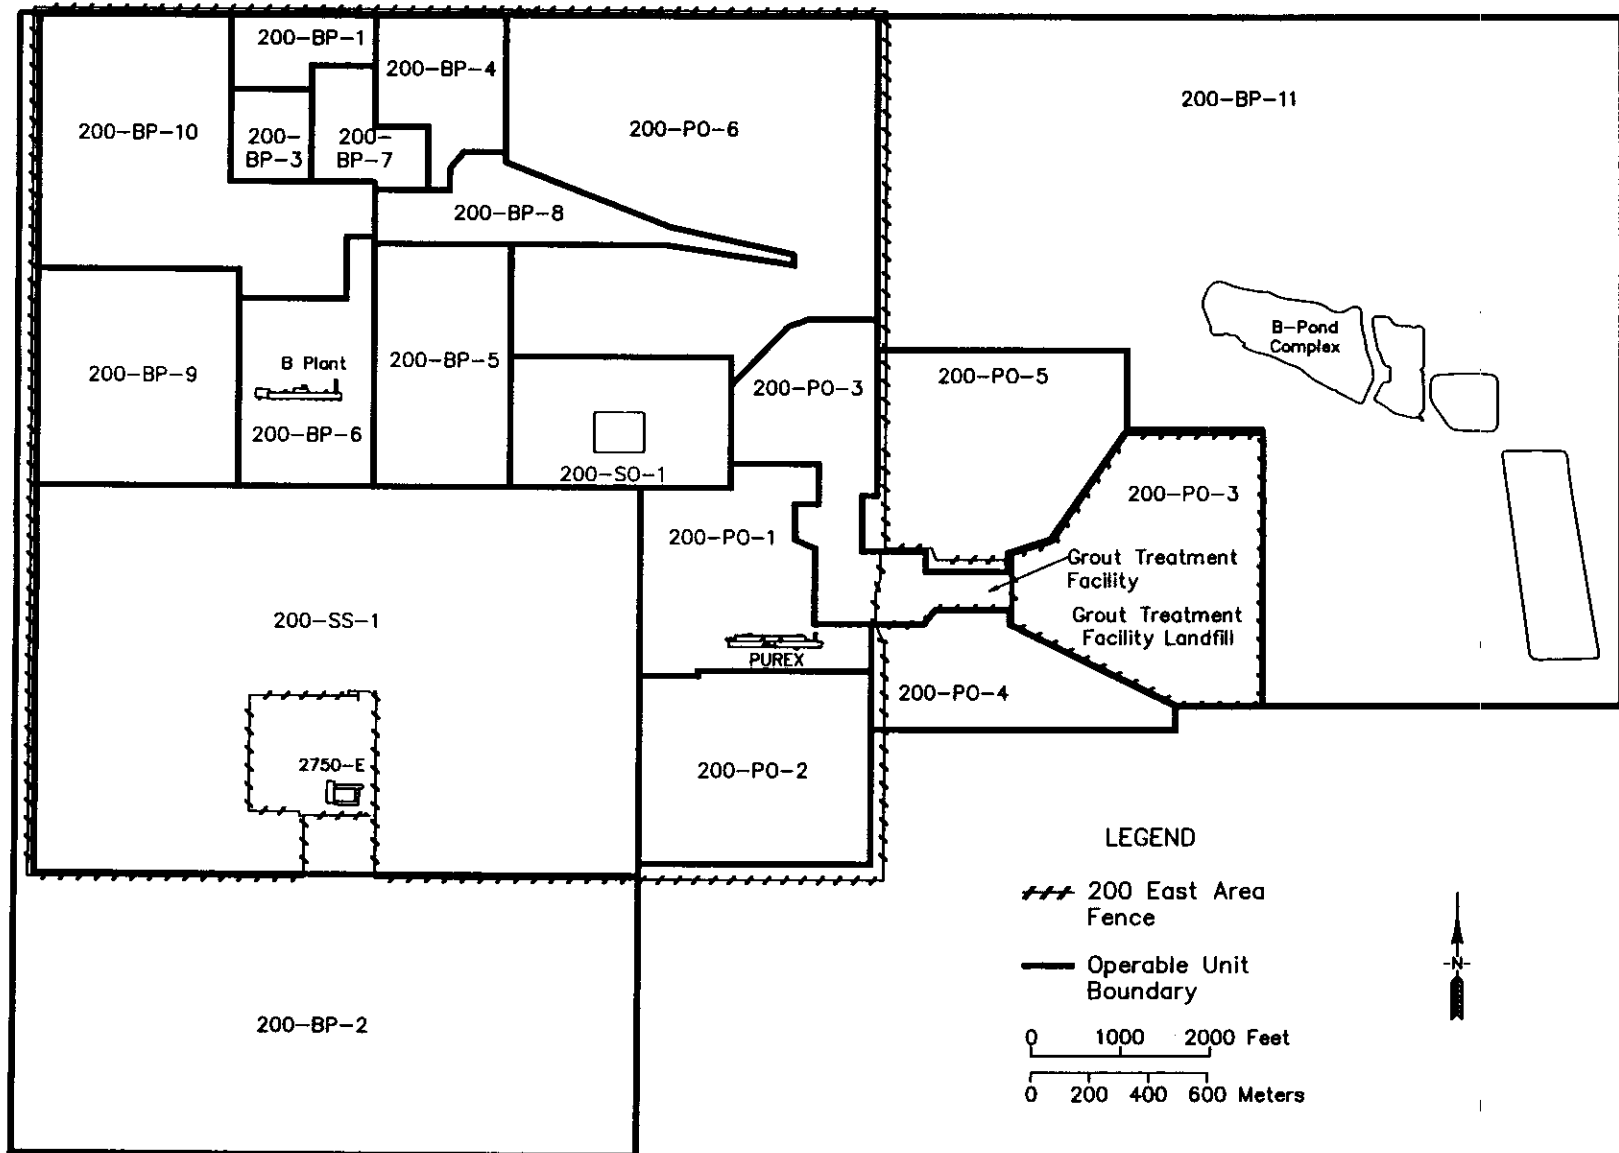 200-BP-1
200-BP-4
200-BP-10
200-
BP-3
200-
BP-7
200-PO-6
200-BP-11
200-BP-8
B-Pond
Complex
200-BP-9
B Plant
200-BP-6
200-BP-5
200-SO-1
200-PO-3
200-PO-5
200-PO-3
200-PO-1
Grout Treatment
Facility
Grout Treatment
Facility Landfill
200-SS-1
PUREX
200-PO-4
2750-E
200-PO-2
LEGEND
200 East Area
Fence
Operable Unit
Boundary
-N-
200-BP-2
0 1000 2000 Feet
0 200 400 600 Meters